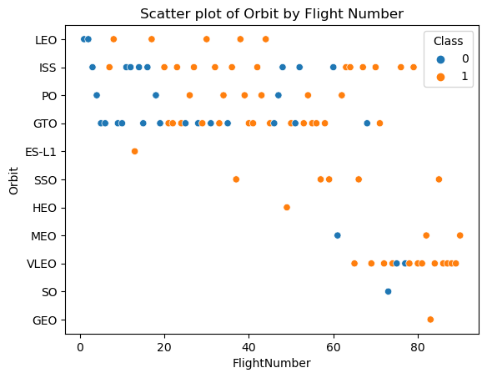 Scatter plot of Orbit by Flight Number
Class
0
1
Orbit
LEO
ISS
PO
GTO
ES-L1
SSO
HEO
MEO
VLEO
SO
GEO
0 20 40 60 80
FlightNumber